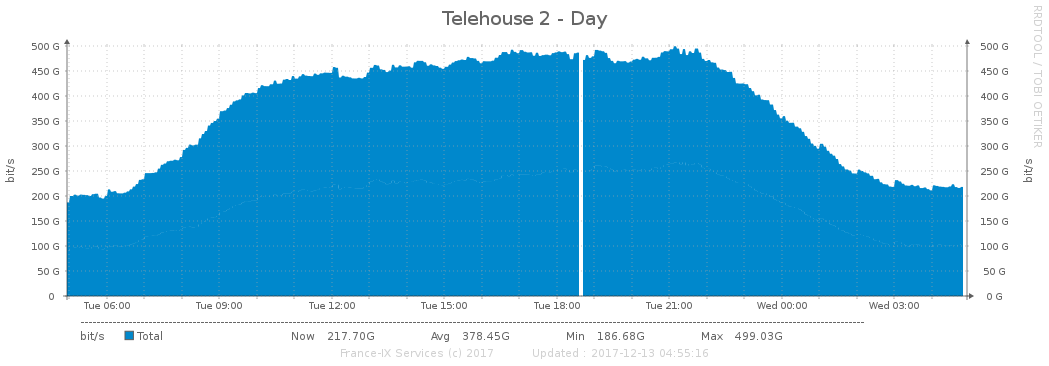 Telehouse 2 - Day
RRDTOOL / TOBI OETIKER
500 G 500 G
450 G 450 G
400 G 400 G
350 G 350 G
300 G 300 G
250 G 250 G
200 G 200 G
150 G 150 G
100 G 100 G
50 G 50 G
0 0 G
bit/s
bit/s
Tue 06:00 Tue 09:00 Tue 12:00 Tue 15:00 Tue 18:00 Tue 21:00 Wed 00:00 Wed 03:00
bit/s Total Now 217.70G Avg 378.45G Min 186.68G Max 499.03G
France-IX Services (c) 2017 Updated : 2017-12-13 04:55:16